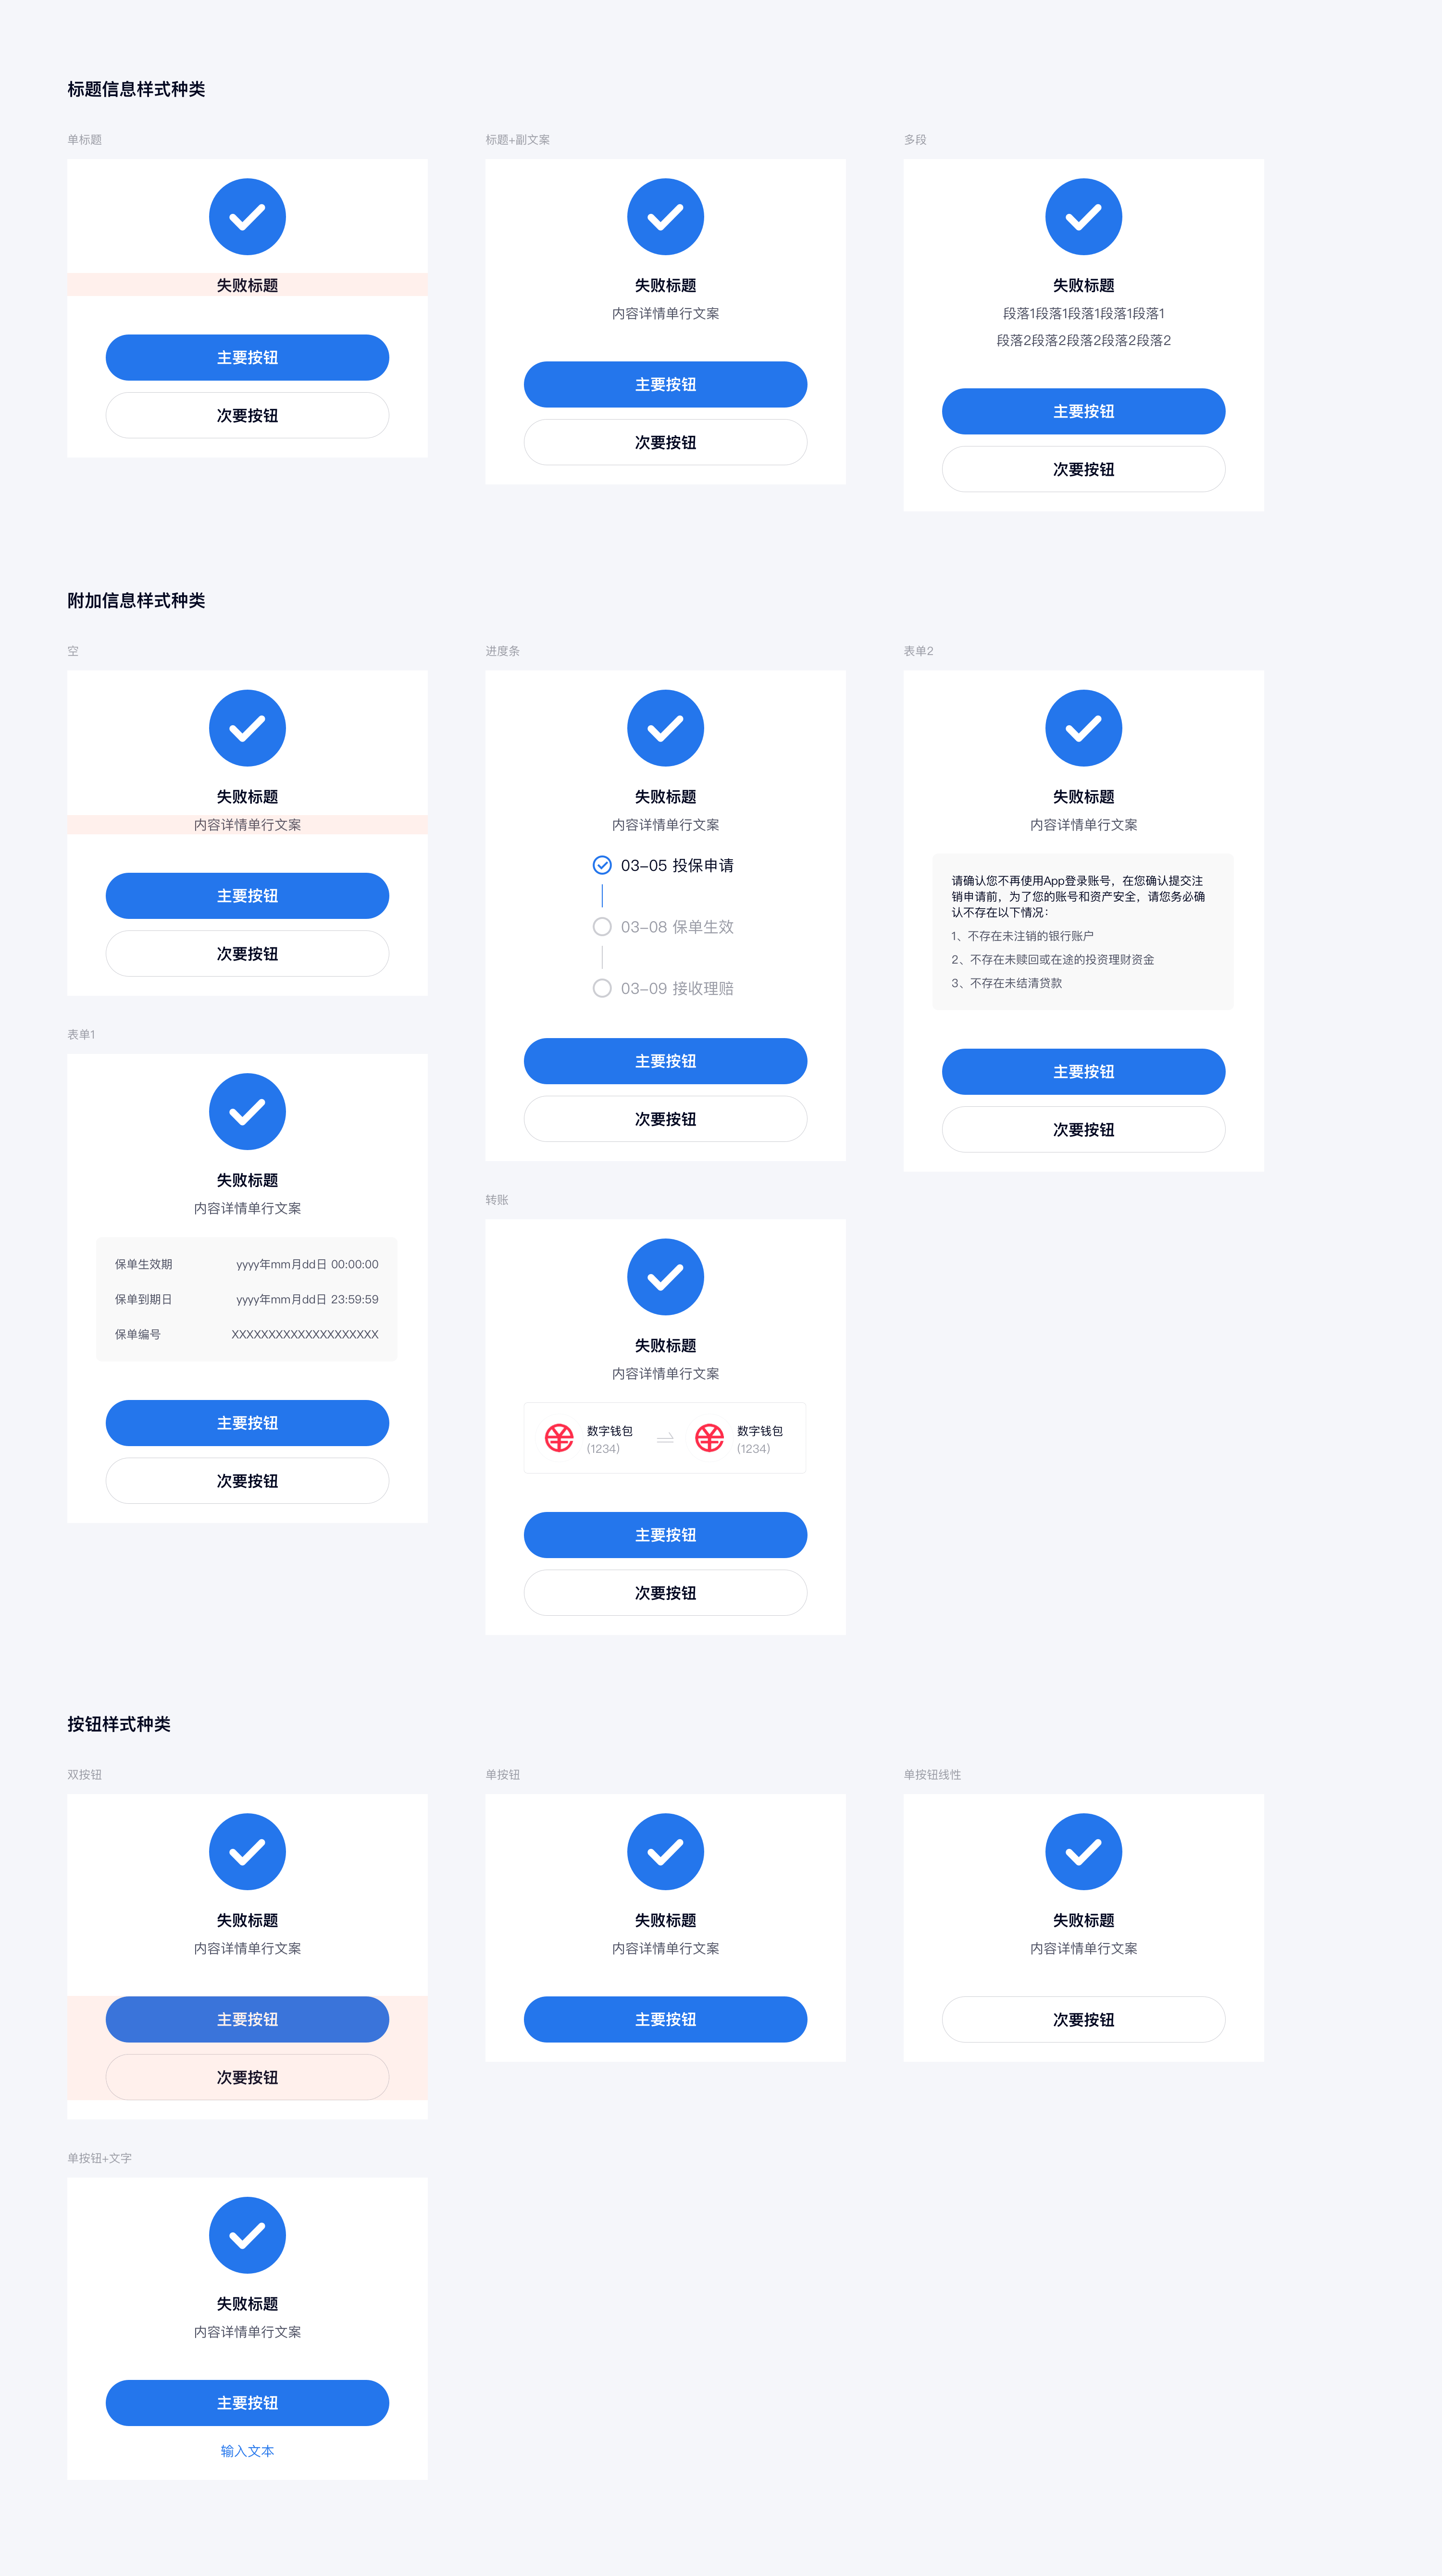 标题信息样式种类
单标题
失败标题
主要按钮
次要按钮
标题+副文案
失败标题
内容详情单行文案
主要按钮
次要按钮
多段
失败标题
段落1段落1段落1段落1段落1
段落2段落2段落2段落2段落2
主要按钮
次要按钮
附加信息样式种类
空
失败标题
内容详情单行文案
主要按钮
次要按钮
进度条
失败标题
内容详情单行文案
03-05 投保申请
03-08 保单生效
03-09 接收理赔
主要按钮
次要按钮
表单2
失败标题
内容详情单行文案
请确认您不再使用App登录账号，在您确认提交注
销申请前，为了您的账号和资产安全，请您务必确
认不存在以下情况：
1、不存在未注销的银行账户
2、不存在未赎回或在途的投资理财资金
3、不存在未结清贷款
主要按钮
次要按钮
表单1
失败标题
内容详情单行文案
保单生效期 yyyy年mm月dd日 00:00:00
保单到期日 yyyy年mm月dd日 23:59:59
保单编号 XXXXXXXXXXXXXXXXXXXX
主要按钮
次要按钮
转账
失败标题
内容详情单行文案
数字钱包 数字钱包
(1234) (1234)
主要按钮
次要按钮
按钮样式种类
双按钮
失败标题
内容详情单行文案
主要按钮
次要按钮
单按钮
失败标题
内容详情单行文案
主要按钮
单按钮线性
失败标题
内容详情单行文案
次要按钮
单按钮+文字
失败标题
内容详情单行文案
主要按钮
输入文本